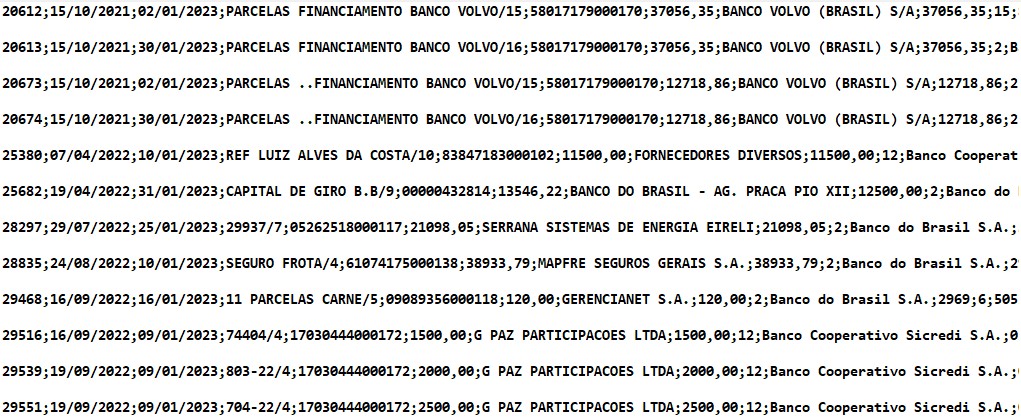 20612;15/10/2021;02/01/2023;PARCELAS FINANCIAMENTO BANCO VOLVO/15;58017179000170;37056,35;BANCO VOLVO (BRASIL) S/A;37056,35;15;
20613;15/10/2021;30/01/2023;PARCELAS FINANCIAMENTO BANCO VOLVO/16;58017179000170;37056,35;BANCO VOLVO (BRASIL) S/A;37056,35;2;B
20673;15/10/2021;02/01/2023;PARCELAS ..FINANCIAMENTO BANCO VOLVO/15;58017179000170;12718,86;BANCO VOLVO (BRASIL) S/A;12718,86;2
20674;15/10/2021;30/01/2023;PARCELAS ..FINANCIAMENTO BANCO VOLVO/16;58017179000170;12718,86;BANCO VOLVO (BRASIL) S/A;12718,86;2
25380;07/04/2022;10/01/2023;REF LUIZ ALVES DA COSTA/10;83847183000102;11500,00;FORNECEDORES DIVERSOS;11500,00;12;Banco Cooperat
25682;19/04/2022;31/01/2023;CAPITAL DE GIRO B.B/9;00000432814;13546,22;BANCO DO BRASIL - AG. PRACA PIO XII;12500,00;2;Banco do
28297;29/07/2022;25/01/2023;29937/7;05262518000117;21098,05;SERRANA SISTEMAS DE ENERGIA EIRELI;21098,05;2;Banco do Brasil S.A.;
28835;24/08/2022;10/01/2023;SEGURO FROTA/4;61074175000138;38933,79;MAPFRE SEGUROS GERAIS S.A.;38933,79;2;Banco do Brasil S.A.;2
29468;16/09/2022;16/01/2023;11 PARCELAS CARNE/5;09089356000118;120,00;GERENCIANET S.A.;120,00;2;Banco do Brasil S.A.;2969;6;505
29516;16/09/2022;09/01/2023;74404/4;17030444000172;1500,00;G PAZ PARTICIPACOES LTDA;1500,00;12;Banco Cooperativo Sicredi S.A.;0
29539;19/09/2022;09/01/2023;803-22/4;17030444000172;2000,00;G PAZ PARTICIPACOES LTDA;2000,00;12;Banco Cooperativo Sicredi S.A.;
29551;19/09/2022;09/01/2023;704-22/4;17030444000172;2500,00;G PAZ PARTICIPACOES LTDA;2500,00;12;Banco Cooperativo Sicredi S.A.;